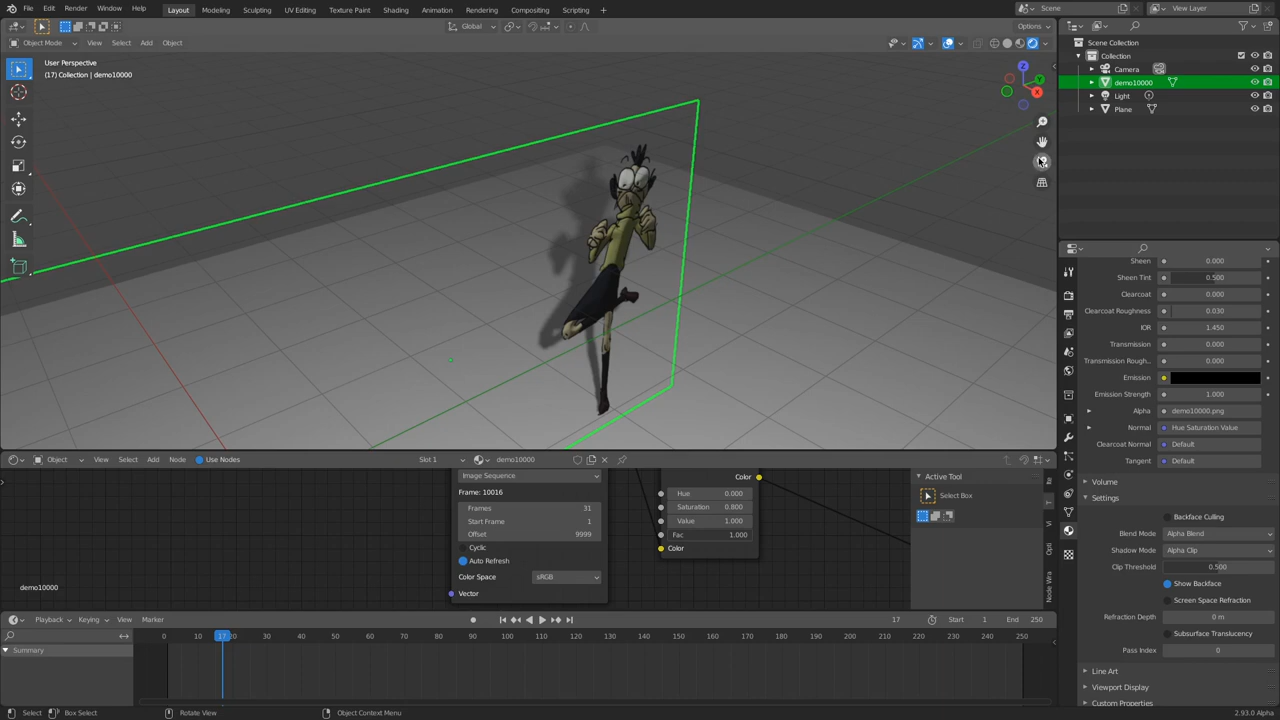 File Edit Render Window Help Layout Modeling Sculpting UV Editing Texture Paint Shading Animation Rendering Compositing Scripting + Scene View Layer
Global Options
Object Mode View Select Add Object
User Perspective
(17) Collection | demo10000
Z
Y
X
Scene Collection
Collection
Camera
demo10000
Light
Plane
Sheen 0.000
Sheen Tint 0.500
Clearcoat 0.000
Clearcoat Roughness 0.030
IOR 1.450
Transmission 0.000
Transmission Rough... 0.000
Emission
Emission Strength 1.000
Alpha demo10000.png
Normal Hue Saturation Value
Clearcoat Normal Default
Tangent Default
Volume
Settings
Backface Culling
Blend Mode Alpha Blend
Shadow Mode Alpha Clip
Clip Threshold 0.500
Show Backface
Screen Space Refraction
Refraction Depth 0 m
Subsurface Translucency
Pass Index 0
Line Art
Viewport Display
Custom Properties
Object View Select Add Node Use Nodes Slot 1 demo10000
Image Sequence
Frame: 10016
Frames 31
Start Frame 1
Offset 9999
Cyclic
Auto Refresh
Color Space sRGB
Vector
Color
Hue 0.000
Saturation 0.800
Value 1.000
Fac 1.000
Color
Active Tool
Select Box
Opti
Node Wra
demo10000
Playback Keying View Marker 17 Start 1 End 250
0 10 17 20 30 40 50 60 70 80 90 100 110 120 130 140 150 160 170 180 190 200 210 220 230 240 250
Summary
Select Box Select Rotate View Object Context Menu 2.93.0 Alpha